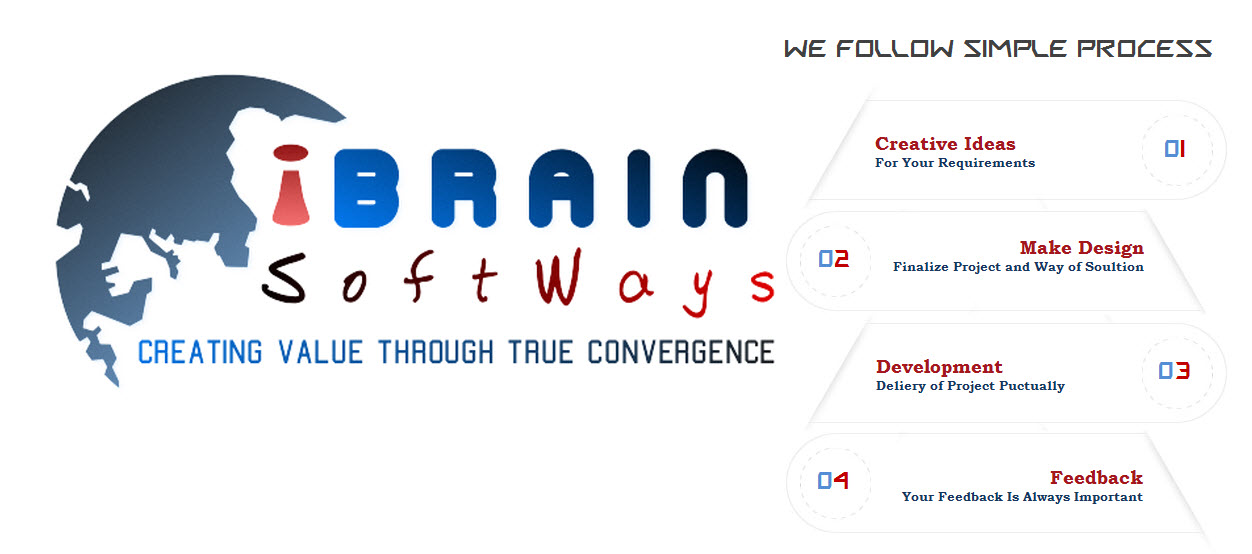 iBRAIN
SoftWays
CREATING VALUE THROUGH TRUE CONVERGENCE
WE FOLLOW SIMPLE PROCESS
Creative Ideas
For Your Requirements
01
02
Make Design
Finalize Project and Way of Soultion
Development
Deliery of Project Puctually
03
04
Feedback
Your Feedback Is Always Important